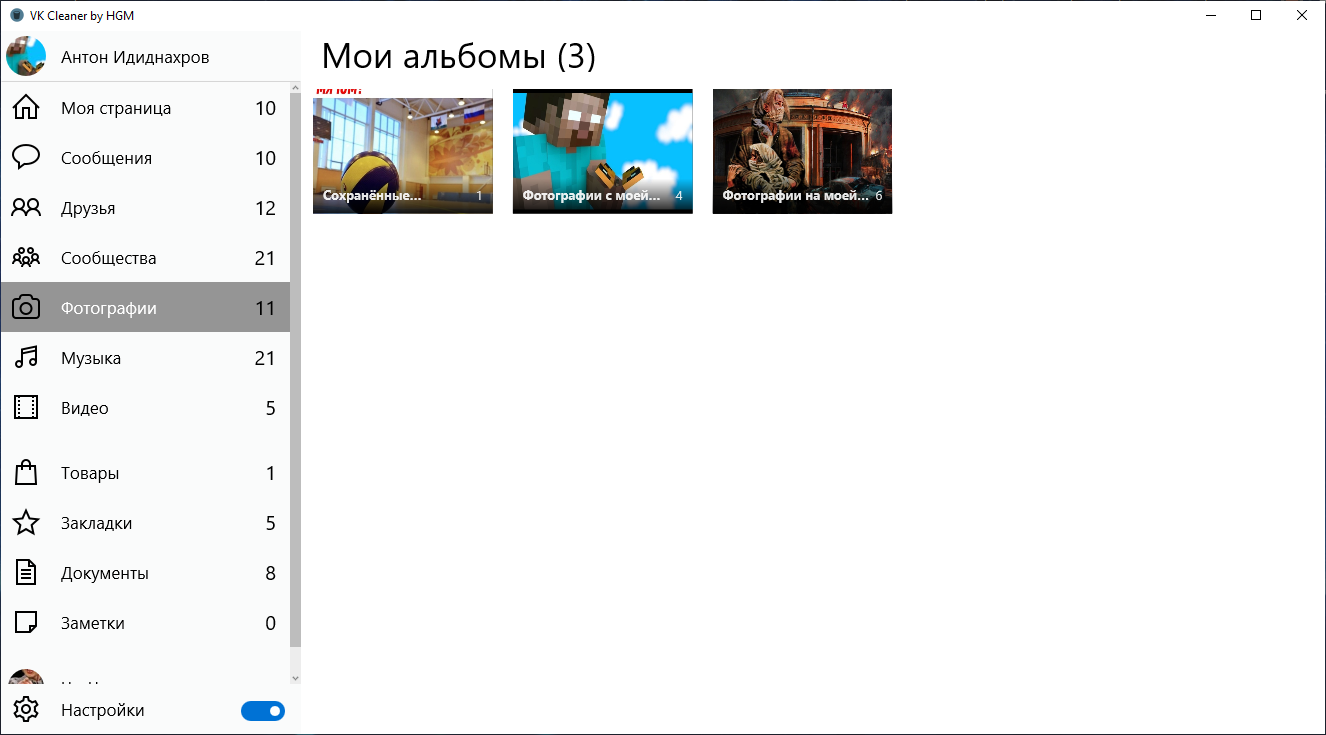 VK Cleaner by HGM
Антон Идиднахров
Моя страница 10
Сообщения 10
Друзья 12
Сообщества 21
Фотографии 11
Музыка 21
Видео 5
Товары 1
Закладки 5
Документы 8
Заметки 0
Настройки
Мои альбомы (3)
Сохранённые... 1
Фотографии с моей... 4
Фотографии на моей... 6